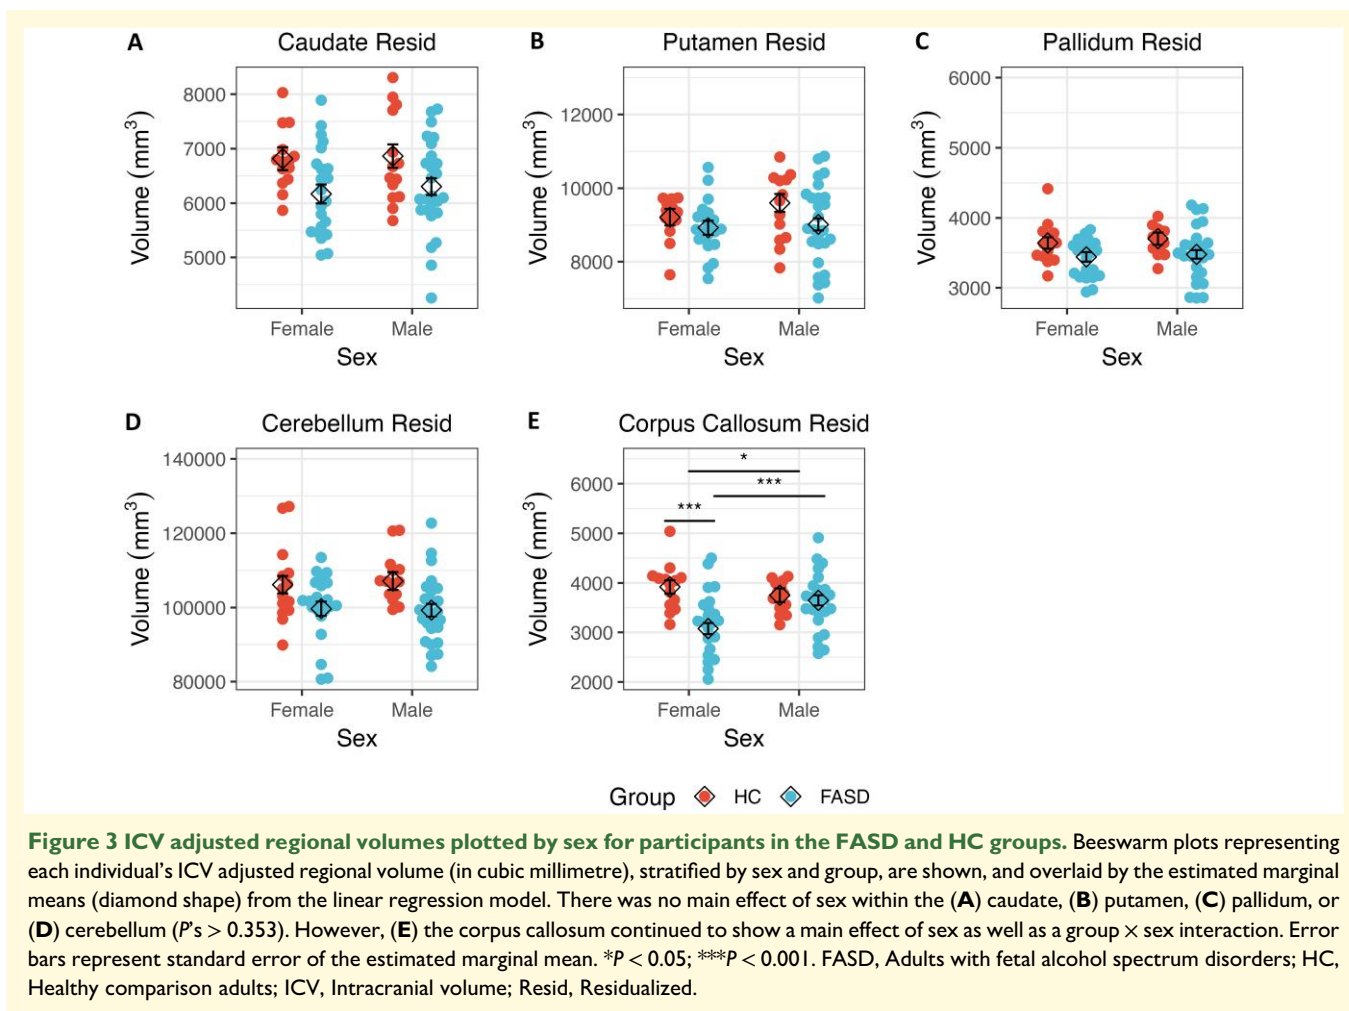 A Caudate Resid
Volume (mm³)
8000
7000
6000
5000
Female Male
Sex
B Putamen Resid
Volume (mm³)
12000
10000
8000
Female Male
Sex
C Pallidum Resid
Volume (mm³)
6000
5000
4000
3000
Female Male
Sex
D Cerebellum Resid
Volume (mm³)
140000
120000
100000
80000
Female Male
Sex
E Corpus Callosum Resid
Volume (mm³)
6000
5000
4000
3000
2000
*
***
***
Female Male
Sex
Group HC FASD
Figure 3 ICV adjusted regional volumes plotted by sex for participants in the FASD and HC groups. Beeswarm plots representing
each individual's ICV adjusted regional volume (in cubic millimetre), stratified by sex and group, are shown, and overlaid by the estimated marginal
means (diamond shape) from the linear regression model. There was no main effect of sex within the (A) caudate, (B) putamen, (C) pallidum, or
(D) cerebellum (P's > 0.353). However, (E) the corpus callosum continued to show a main effect of sex as well as a group × sex interaction. Error
bars represent standard error of the estimated marginal mean. *P < 0.05; ***P < 0.001. FASD, Adults with fetal alcohol spectrum disorders; HC,
Healthy comparison adults; ICV, Intracranial volume; Resid, Residualized.